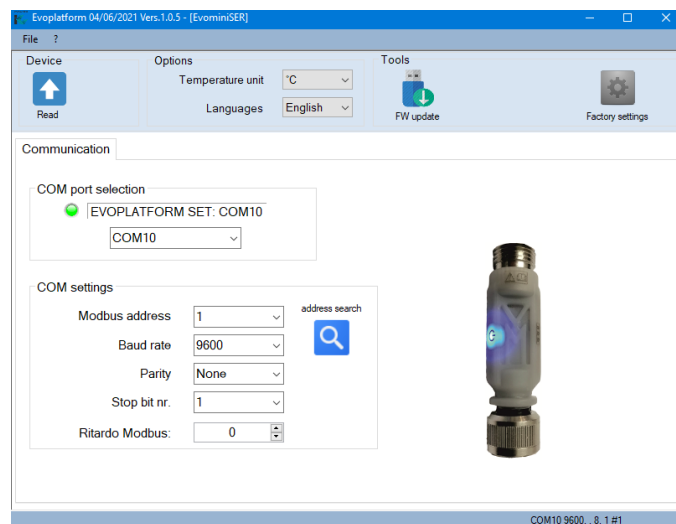 Evoplatform 04/06/2021 Vers.1.0.5 - [EvominiSER]
File ?
Device
Options
Tools
Temperature unit °C
Languages English
Read
FW update
Factory settings
Communication
COM port selection
EVOPLATFORM SET: COM10
COM10
COM settings
Modbus address 1
address search
Baud rate 9600
Parity None
Stop bit nr. 1
Ritardo Modbus: 0
COM10 9600, , 8, 1 #1